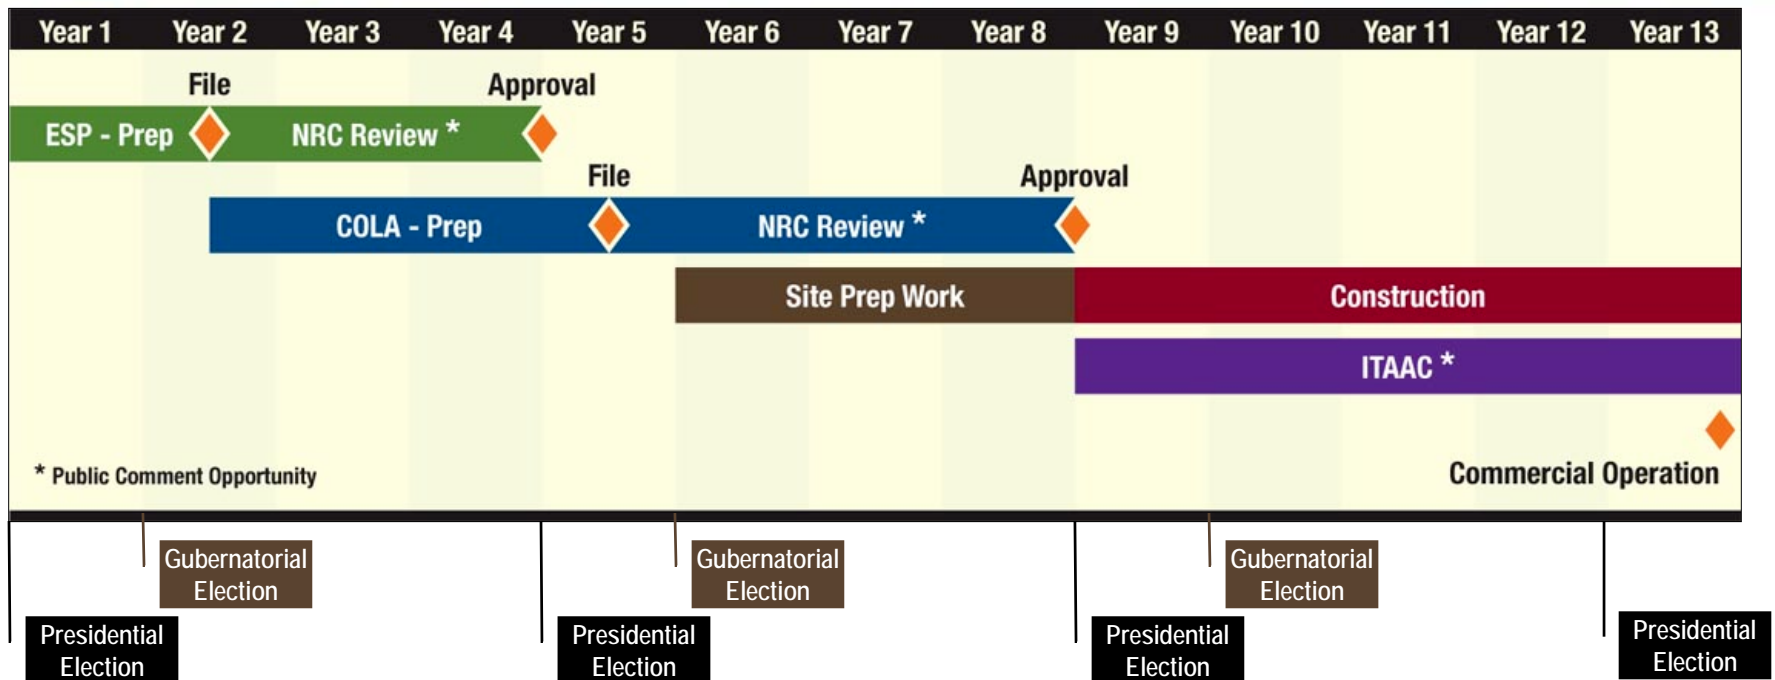 Year 1 Year 2 Year 3 Year 4 Year 5 Year 6 Year 7 Year 8 Year 9 Year 10 Year 11 Year 12 Year 13
File Approval
ESP - Prep NRC Review *
File Approval
COLA - Prep NRC Review *
Site Prep Work Construction
ITAAC *
* Public Comment Opportunity
Commercial Operation
Gubernatorial
Election
Gubernatorial
Election
Gubernatorial
Election
Presidential
Election
Presidential
Election
Presidential
Election
Presidential
Election